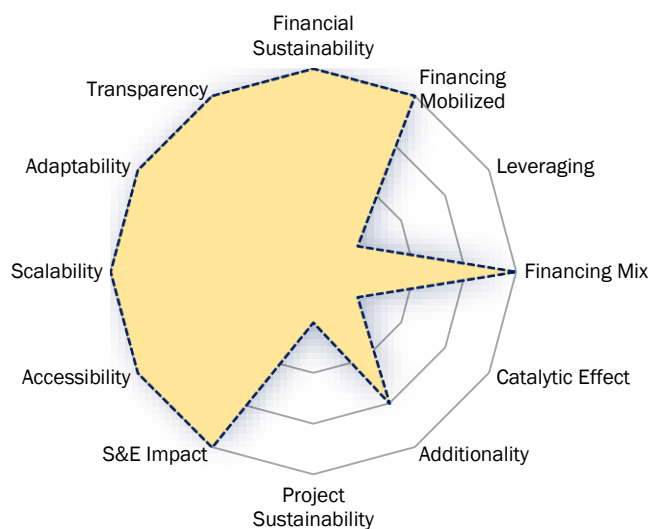 Financial
Sustainability
Financing
Mobilized
Transparency
Leveraging
Adaptability
Financing Mix
Scalability
Catalytic Effect
Accessibility
Additionality
S&E Impact
Project
Sustainability